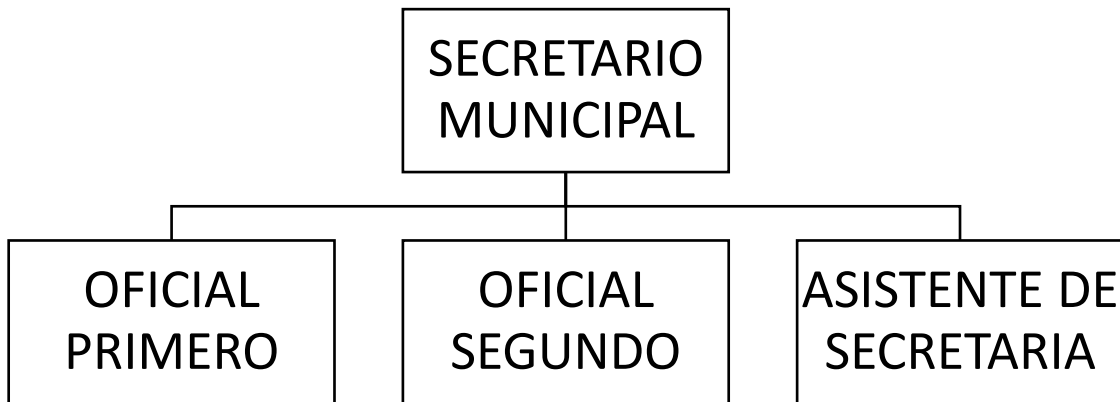 SECRETARIO
MUNICIPAL
OFICIAL
PRIMERO
OFICIAL
SEGUNDO
ASISTENTE DE
SECRETARIA